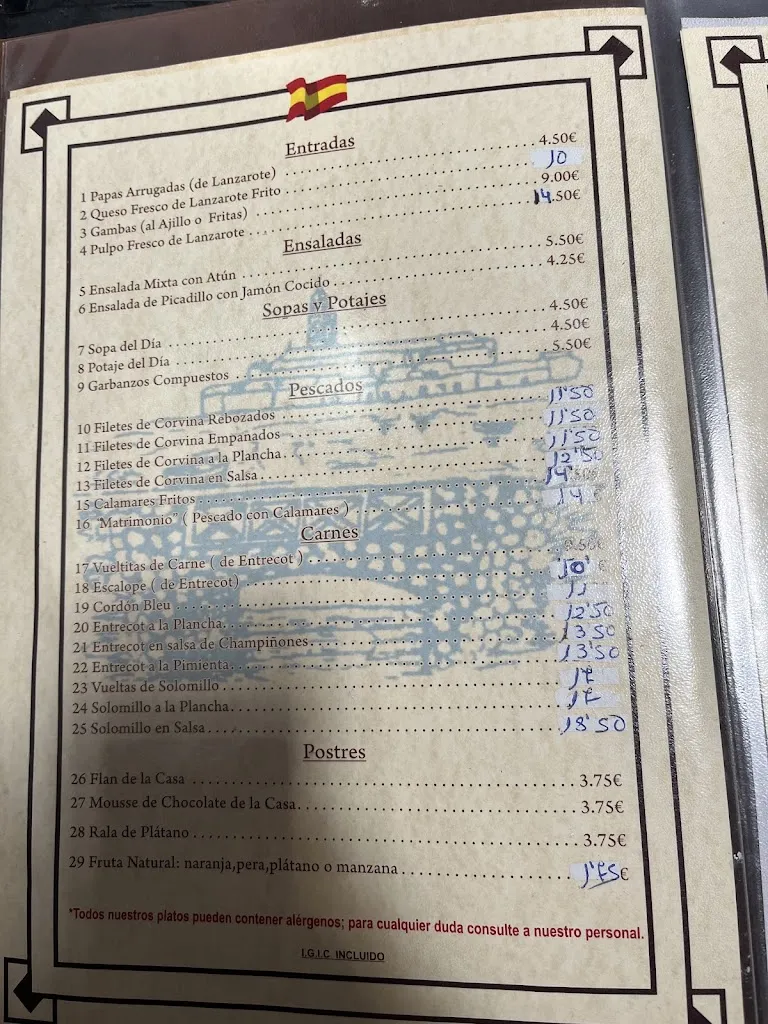 Entradas
1 Papas Arrugadas (de Lanzarote) 4.50€
2 Queso Fresco de Lanzarote Frito 10
3 Gambas (al Ajillo o Fritas) 9.00€
4 Pulpo Fresco de Lanzarote 14.50€
Ensaladas
5 Ensalada Mixta con Atún 5.50€
6 Ensalada de Picadillo con Jamón Cocido 4.25€
Sopas y Potajes
7 Sopa del Día 4.50€
8 Potaje del Día 4.50€
9 Garbanzos Compuestos 5.50€
Pescados
10 Filetes de Corvina Rebozados 11'50
11 Filetes de Corvina Empanados 11'50
12 Filetes de Corvina a la Plancha 11'50
13 Filetes de Corvina en Salsa 12'50
15 Calamares Fritos 14'
16 "Matrimonio" ( Pescado con Calamares ) 14 €
Carnes
17 Vueltitas de Carne ( de Entrecot )
18 Escalope ( de Entrecot) 10' €
19 Cordón Bleu 11
20 Entrecot a la Plancha 12'50
21 Entrecot en salsa de Champiñones 13'50
22 Entrecot a la Pimienta 13'50
23 Vueltas de Solomillo 17
24 Solomillo a la Plancha 17
25 Solomillo en Salsa 18'50
Postres
26 Flan de la Casa 3.75€
27 Mousse de Chocolate de la Casa 3.75€
28 Rala de Plátano 3.75€
29 Fruta Natural: naranja,pera,plátano o manzana 1'75€
*Todos nuestros platos pueden contener alérgenos; para cualquier duda consulte a nuestro personal.
I.G.I.C. INCLUIDO